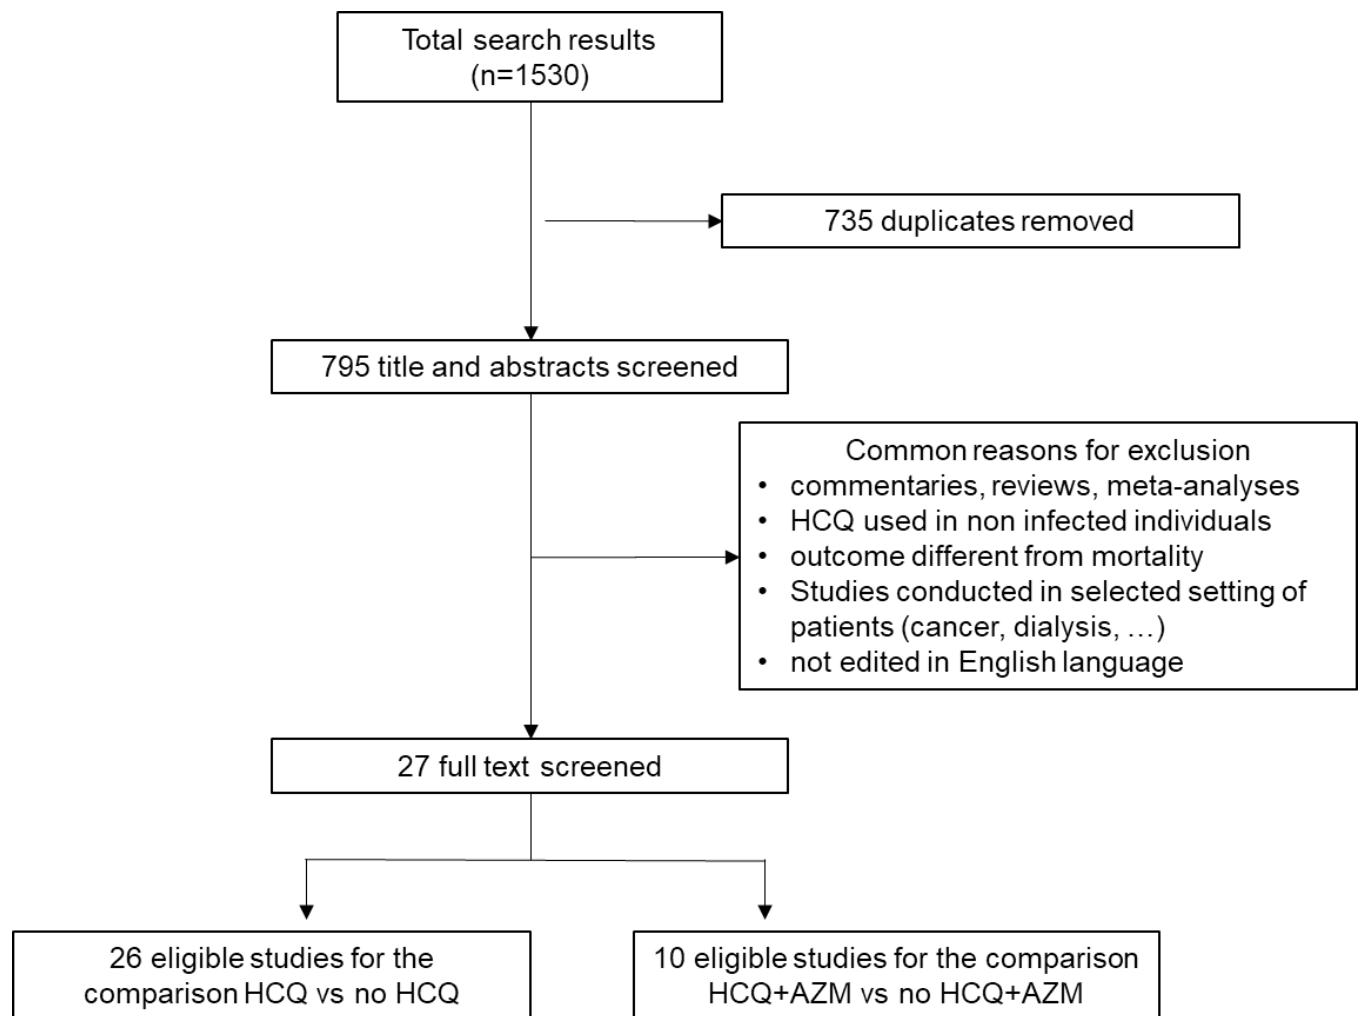 Total search results
(n=1530)
735 duplicates removed
795 title and abstracts screened
Common reasons for exclusion
• commentaries, reviews, meta-analyses
• HCQ used in non infected individuals
• outcome different from mortality
• Studies conducted in selected setting of
patients (cancer, dialysis, …)
• not edited in English language
27 full text screened
26 eligible studies for the
comparison HCQ vs no HCQ
10 eligible studies for the comparison
HCQ+AZM vs no HCQ+AZM